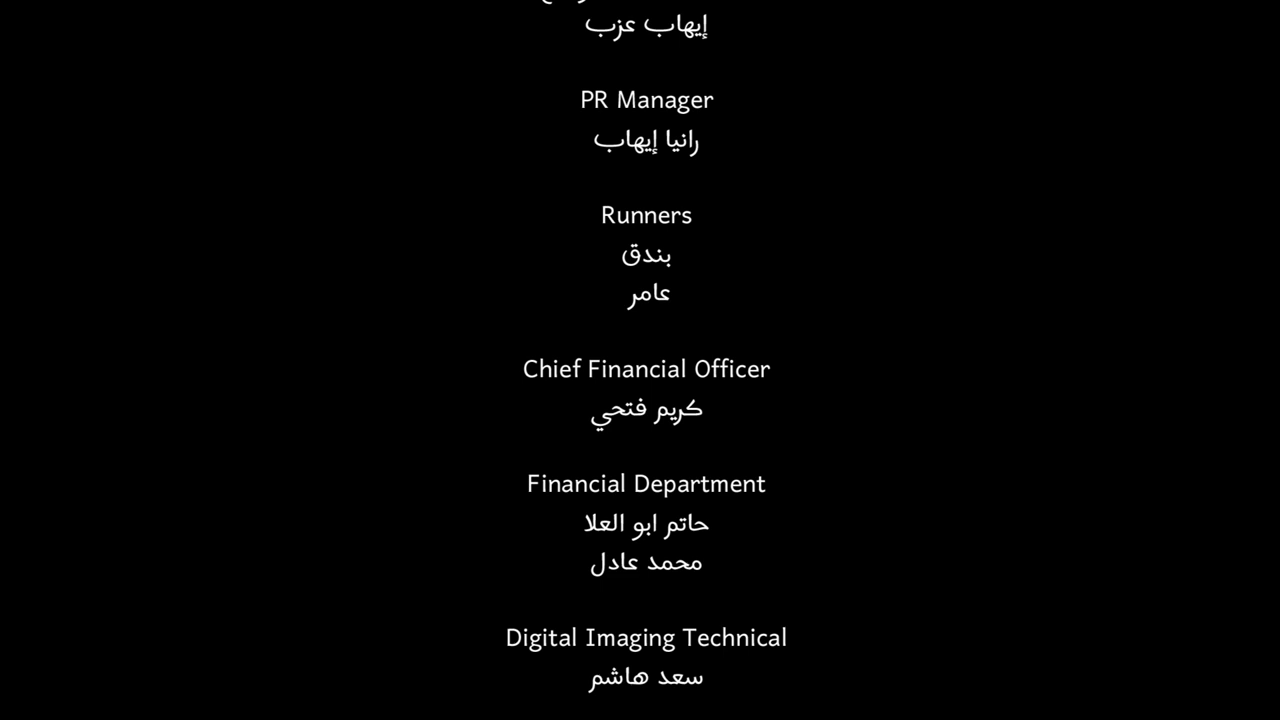 إيهاب عزب
PR Manager
رانيا إيهاب
Runners
بندق
عامر
Chief Financial Officer
كريم فتحي
Financial Department
حاتم ابو العلا
محمد عادل
Digital Imaging Technical
سعد هاشم